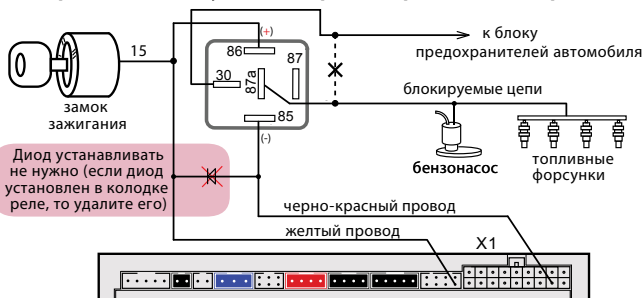 (+)
15
86
87
30
87a
85
(-)
к блоку
предохранителей автомобиля
блокируемые цепи
замок
зажигания
бензонасос
топливные
форсунки
Диод устанавливать
не нужно (если диод
установлен в колодке
реле, то удалите его)
черно-красный провод
желтый провод
X1